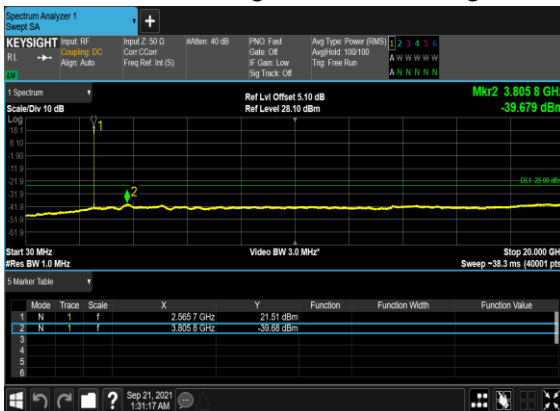 Spectrum Analyzer 1
Swept SA
KEYSIGHT Input: RF Input Z: 50 Ω #Atten: 40 dB PNO: Fast Avg Type: Power (RMS) 1 2 3 4 5 6
RL Coupling: DC Corr CCorr Gate: Off Avg|Hold: 100/100 A W W W W W
Align: Auto Freq Ref: Int (S) IF Gain: Low Trig: Free Run
LV Sig Track: Off A N N N N N
1 Spectrum Ref Lvl Offset 5.10 dB Mkr2 3.805 8 GHz
Scale/Div 10 dB Ref Level 28.10 dBm -39.679 dBm
Log
18.1
8.10
-1.90
-11.9
-21.9
-31.9
-41.9
-51.9
-61.9
1
2
DL1 -25.00 dBm
Start 30 MHz Video BW 3.0 MHz* Stop 20.000 GHz
#Res BW 1.0 MHz Sweep ~38.3 ms (40001 pts)
5 Marker Table
Mode Trace Scale X Y Function Function Width Function Value
1 N 1 f 2.565 7 GHz 21.51 dBm
2 N 1 f 3.805 8 GHz -39.68 dBm
3
4
5
6
? Sep 21, 2021
1:31:17 AM